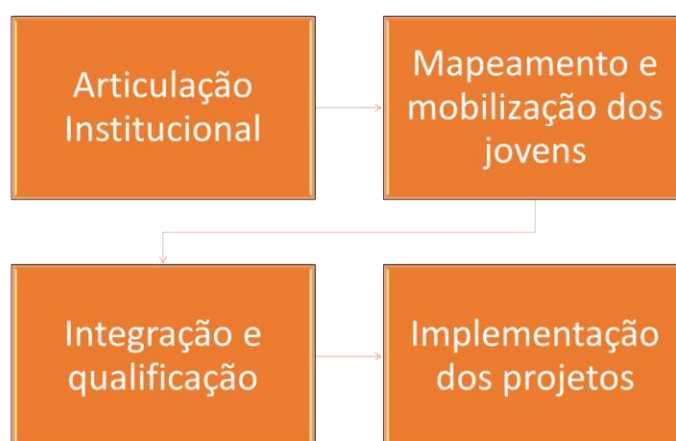 Articulação
Institucional
Mapeamento e
mobilização dos
jovens
Integração e
qualificação
Implementação
dos projetos